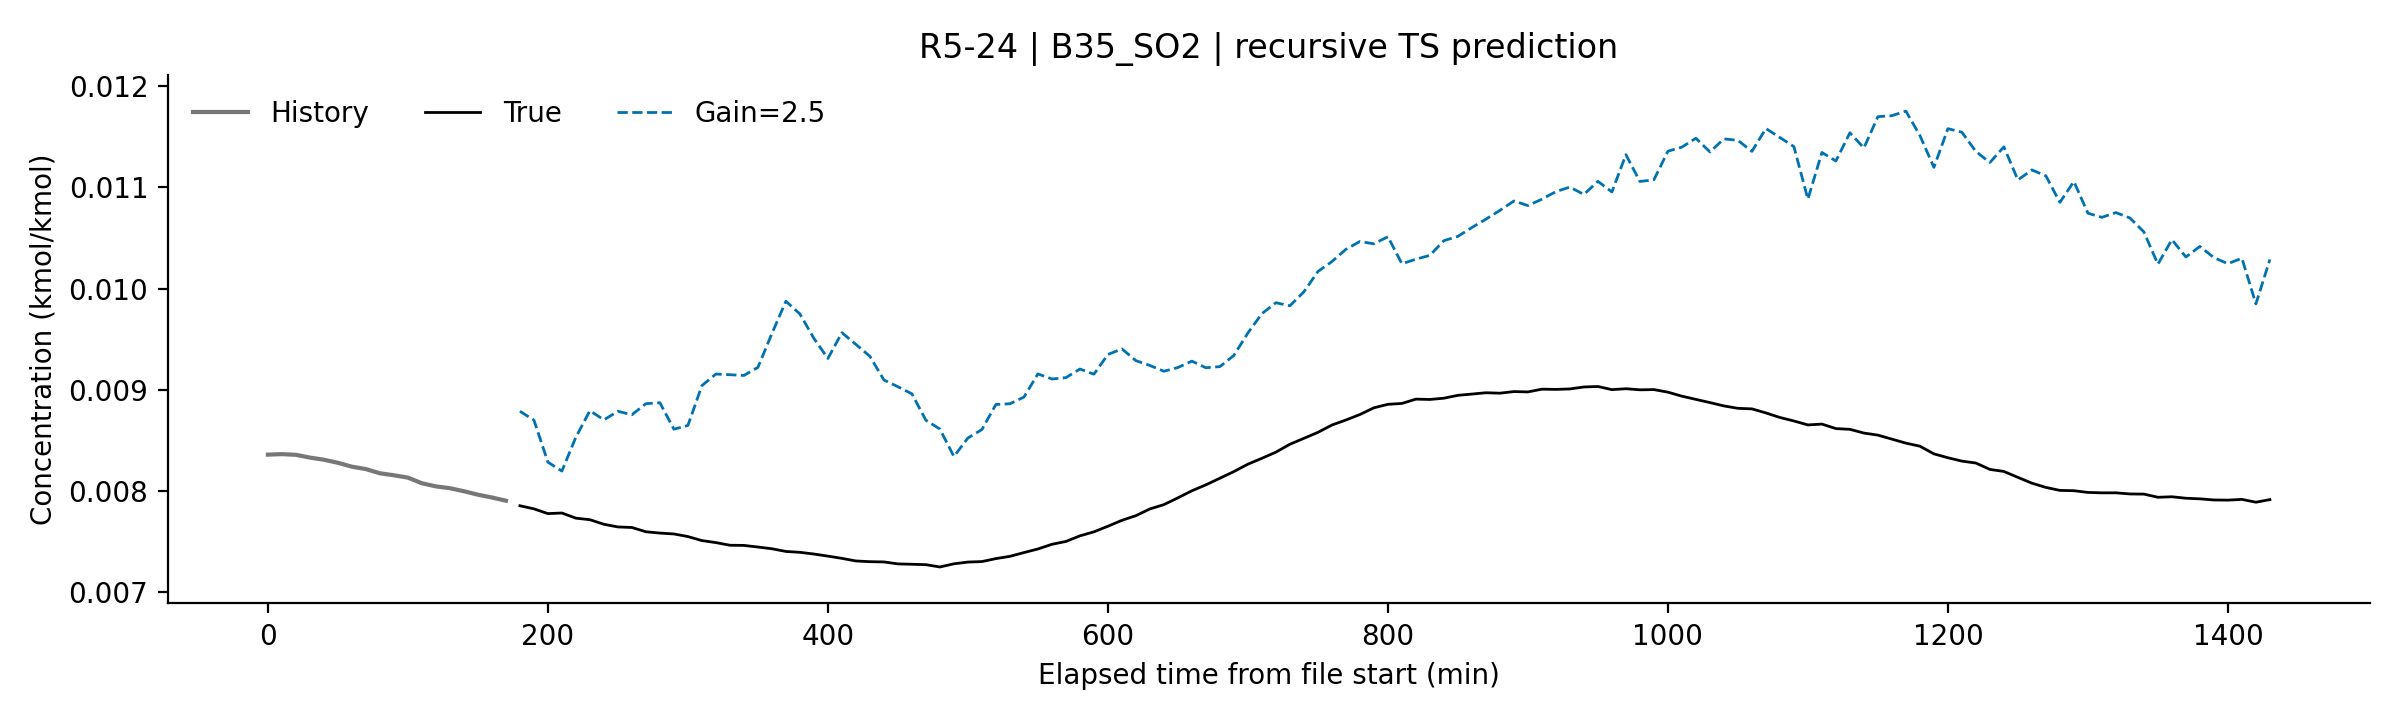 R5-24 | B35_SO2 | recursive TS prediction
History
True
Gain=2.5
Concentration (kmol/kmol)
0.012
0.011
0.010
0.009
0.008
0.007
0 200 400 600 800 1000 1200 1400
Elapsed time from file start (min)